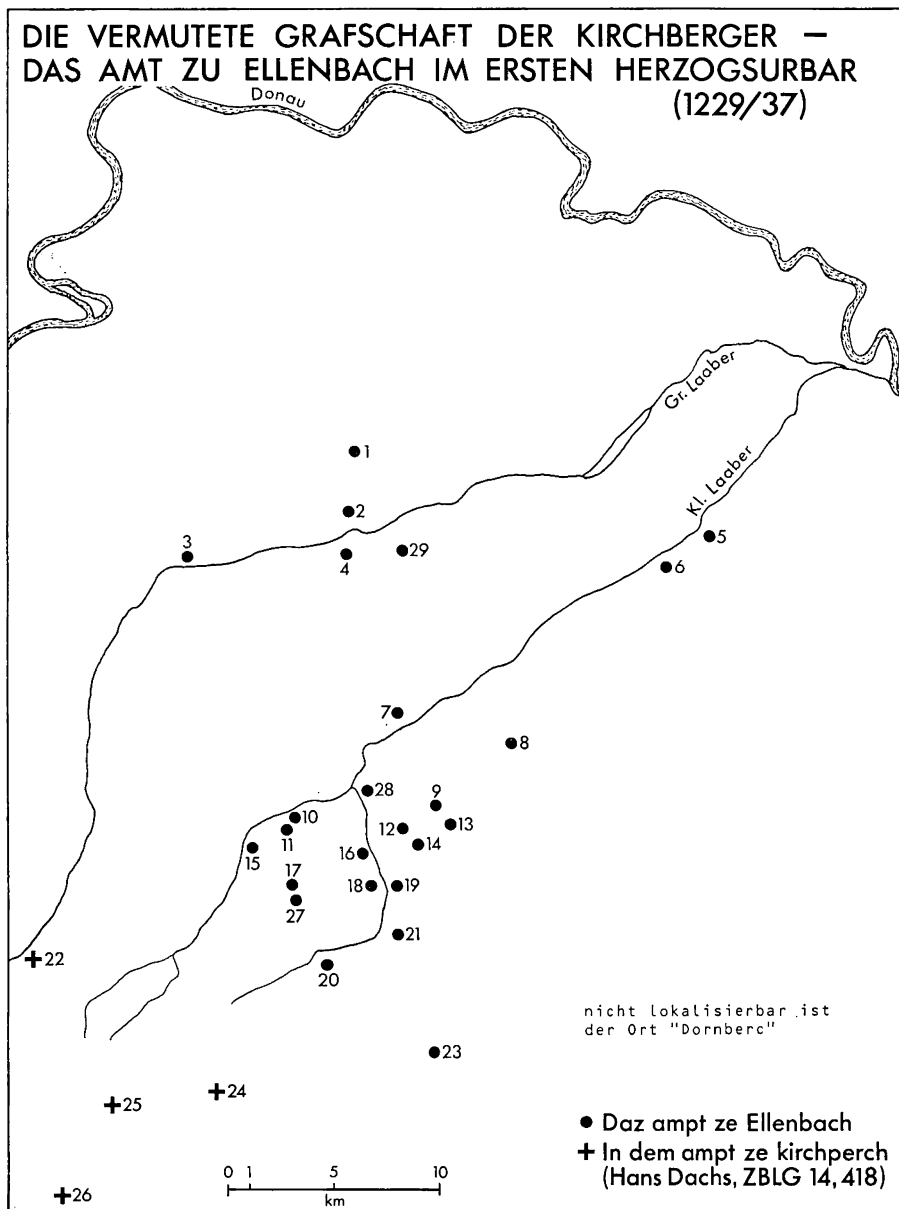 DIE VERMUTETE GRAFSCHAFT DER KIRCHBERGER —
DAS AMT ZU ELLENBACH IM ERSTEN HERZOGSURBAR
(1229/37)
Donau
Gr. Laaber
Kl. Laaber
1
2
3
4
29
5
6
7
8
28
9
10
11
12
13
14
15
16
17
18
19
27
21
20
22
23
24
25
26
nicht lokalisierbar ist
der Ort "Dornberc"
● Daz ampt ze Ellenbach
+ In dem ampt ze kirchperch
(Hans Dachs, ZBLG 14, 418)
0 1 5 10
km